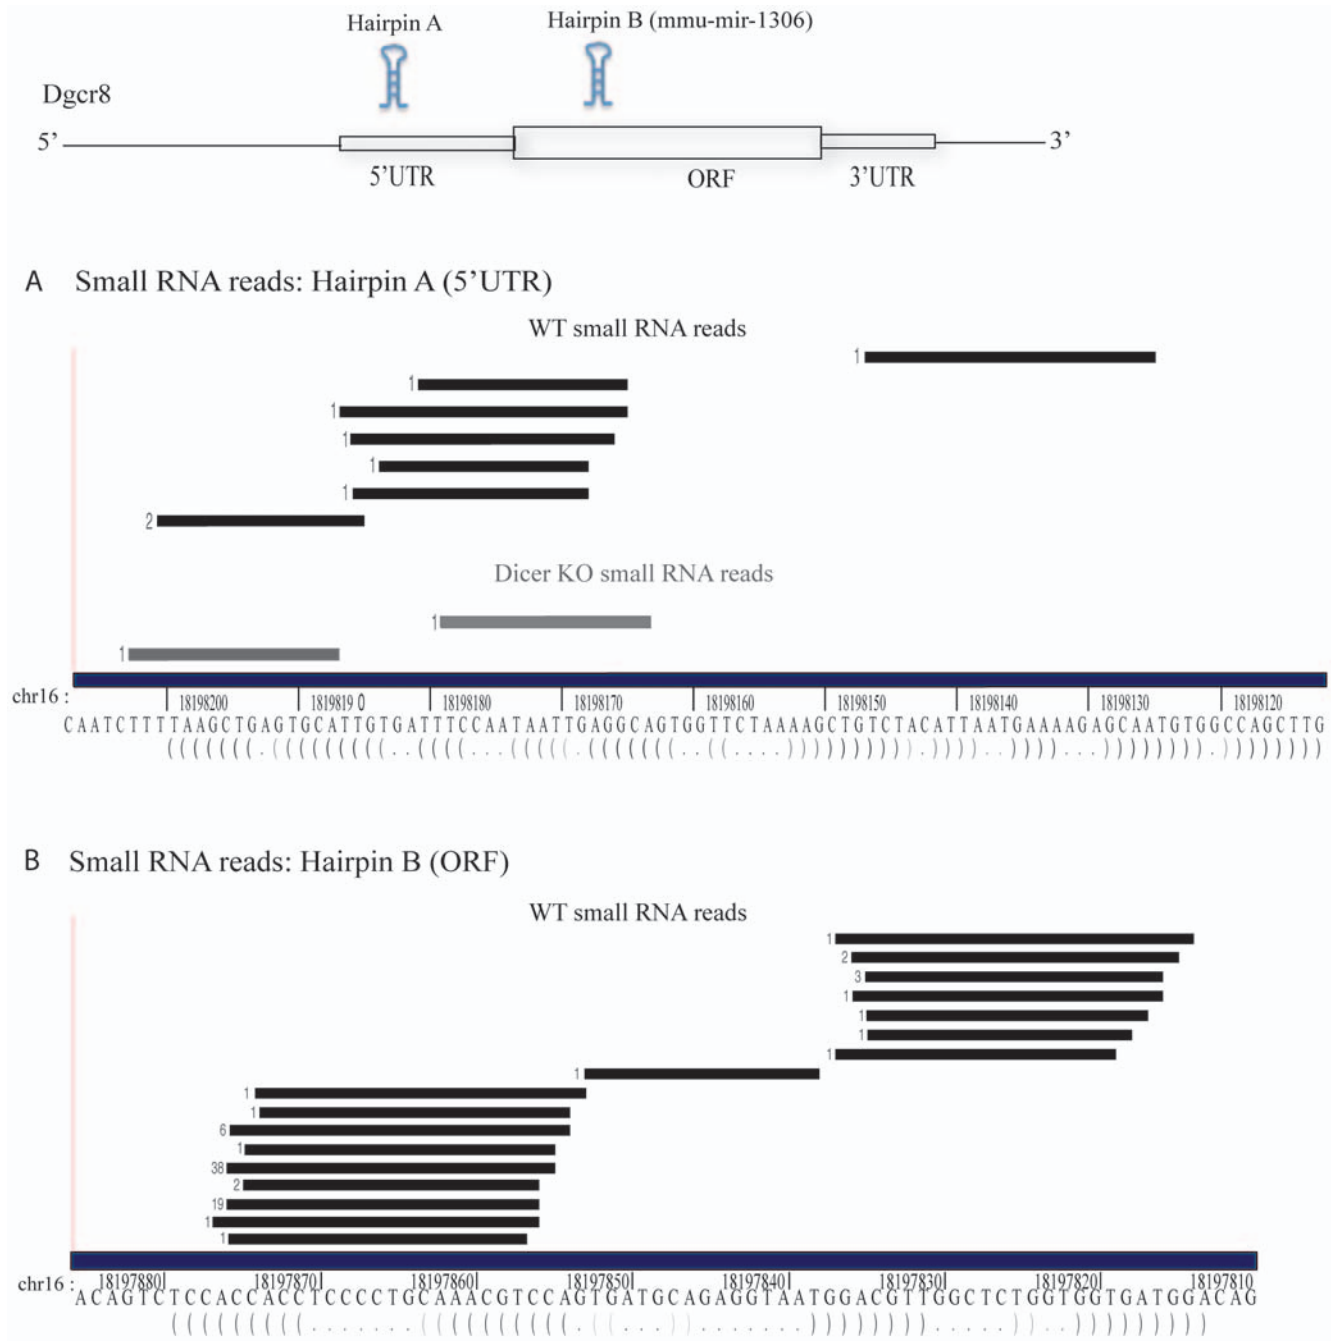 Hairpin A Hairpin B (mmu-mir-1306)
Dgcr8
5’ 3’
5’UTR ORF 3’UTR
A Small RNA reads: Hairpin A (5’UTR)
WT small RNA reads
1
1
1
1
1
1
2
Dicer KO small RNA reads
1
1
chr16 : 18198200 1819819 0 18198180 18198170 18198160 18198150 18198140 18198130 18198120
CAATCTTTTAAGCTGAGTGCATTGTGATTTCCAATAATTGAGGCAGTGGTTCTAAAAGCTGTCTACATTAATGAAAAGAGCAATGTGGCCAGCTTG
B Small RNA reads: Hairpin B (ORF)
WT small RNA reads
1
2
3
1
1
1
1
1
1
1
6
1
38
2
19
1
1
chr16 : 18197880 18197870 18197860 18197850 18197840 18197830 18197820 18197810
ACAGTCTCCACCACCTCCCCTGCAAACGTCCAGTGATGCAGAGGTAATGGACGTTGGCTCTGGTGGTGATGGACAG